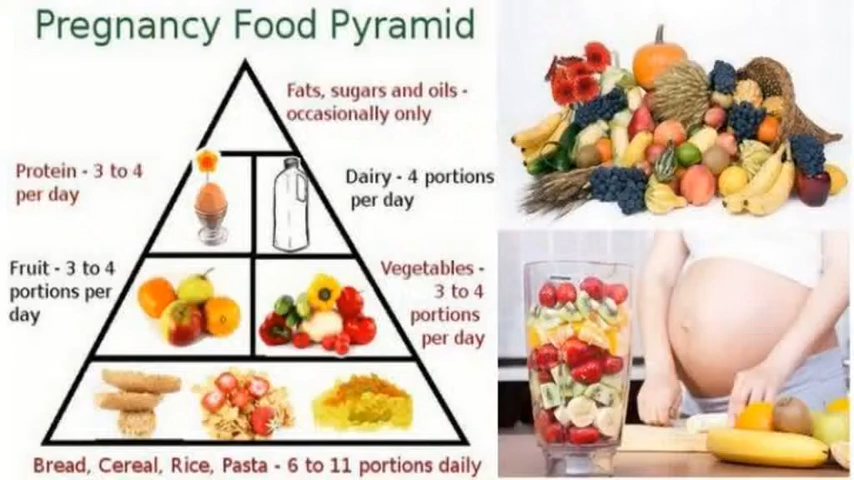 Pregnancy Food Pyramid
Fats, sugars and oils -
occasionally only
Protein - 3 to 4
per day
Dairy - 4 portions
per day
Fruit - 3 to 4
portions per
day
Vegetables -
3 to 4
portions
per day
Bread, Cereal, Rice, Pasta - 6 to 11 portions daily